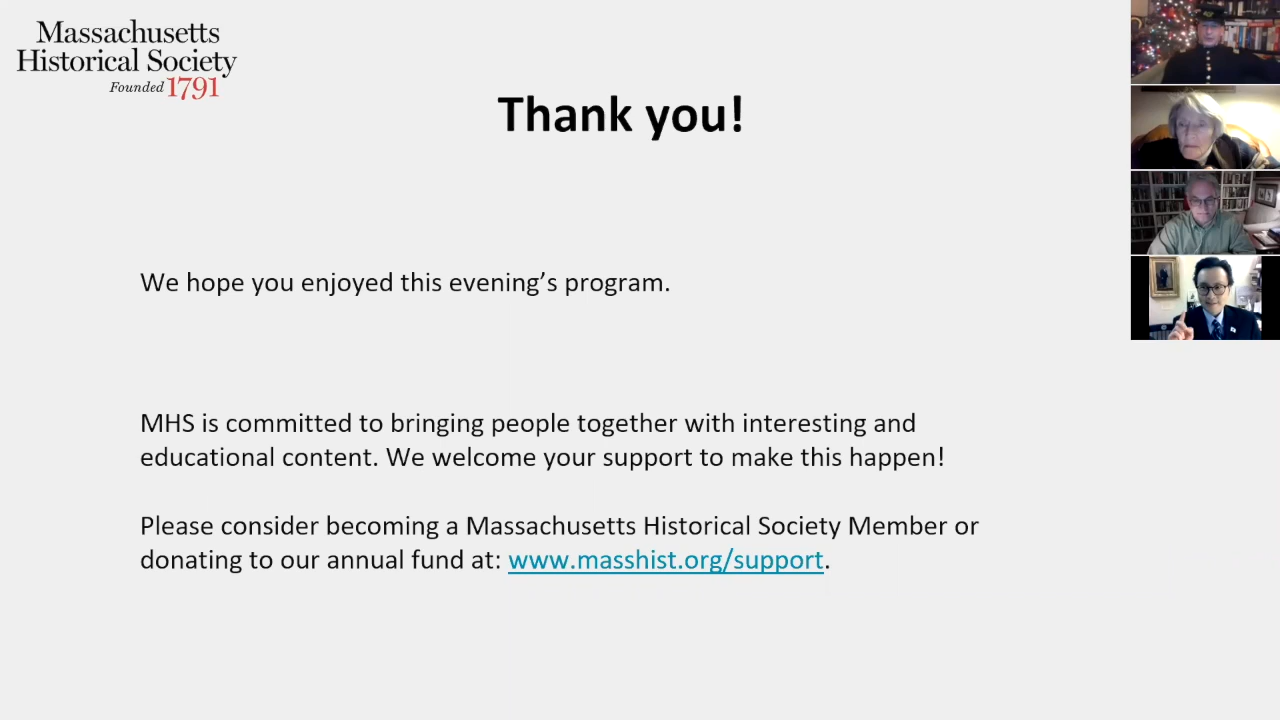 Massachusetts
Historical Society
Founded 1791
Thank you!
We hope you enjoyed this evening’s program.
MHS is committed to bringing people together with interesting and
educational content. We welcome your support to make this happen!
Please consider becoming a Massachusetts Historical Society Member or
donating to our annual fund at: www.masshist.org/support.